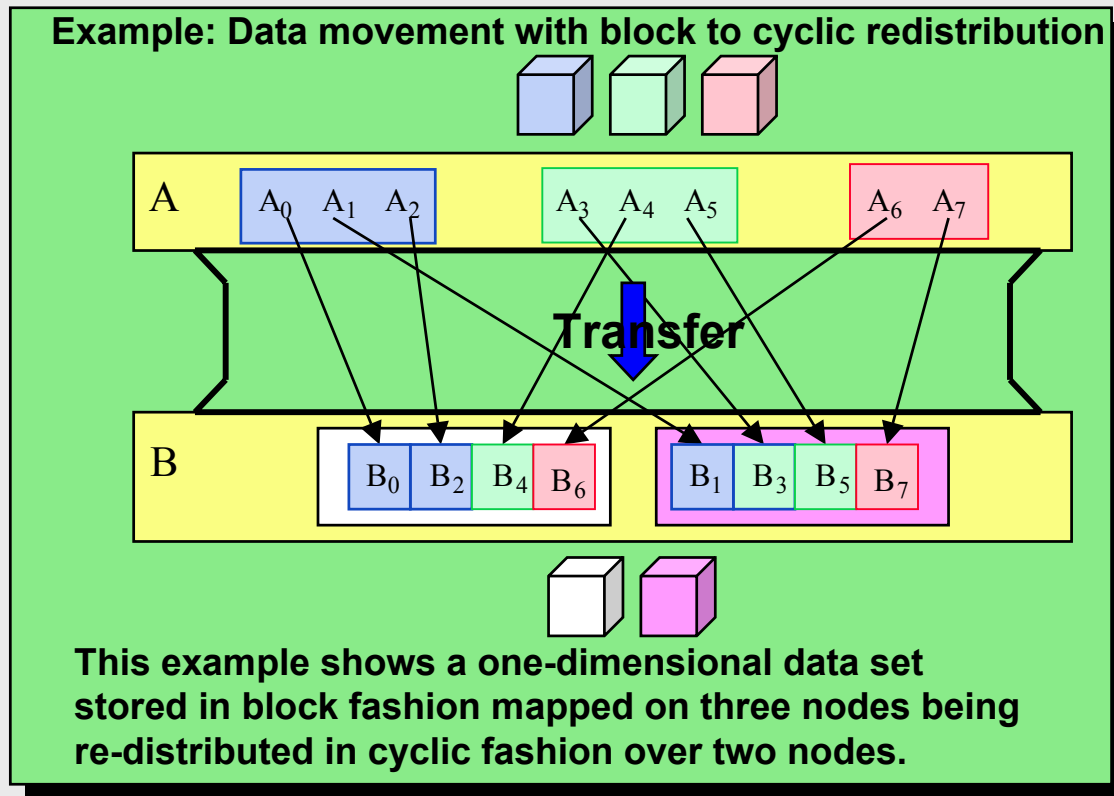 Example: Data movement with block to cyclic redistribution
A A₀ A₁ A₂ A₃ A₄ A₅ A₆ A₇
Transfer
B B₀ B₂ B₄ B₆ B₁ B₃ B₅ B₇
This example shows a one-dimensional data set
stored in block fashion mapped on three nodes being
re-distributed in cyclic fashion over two nodes.